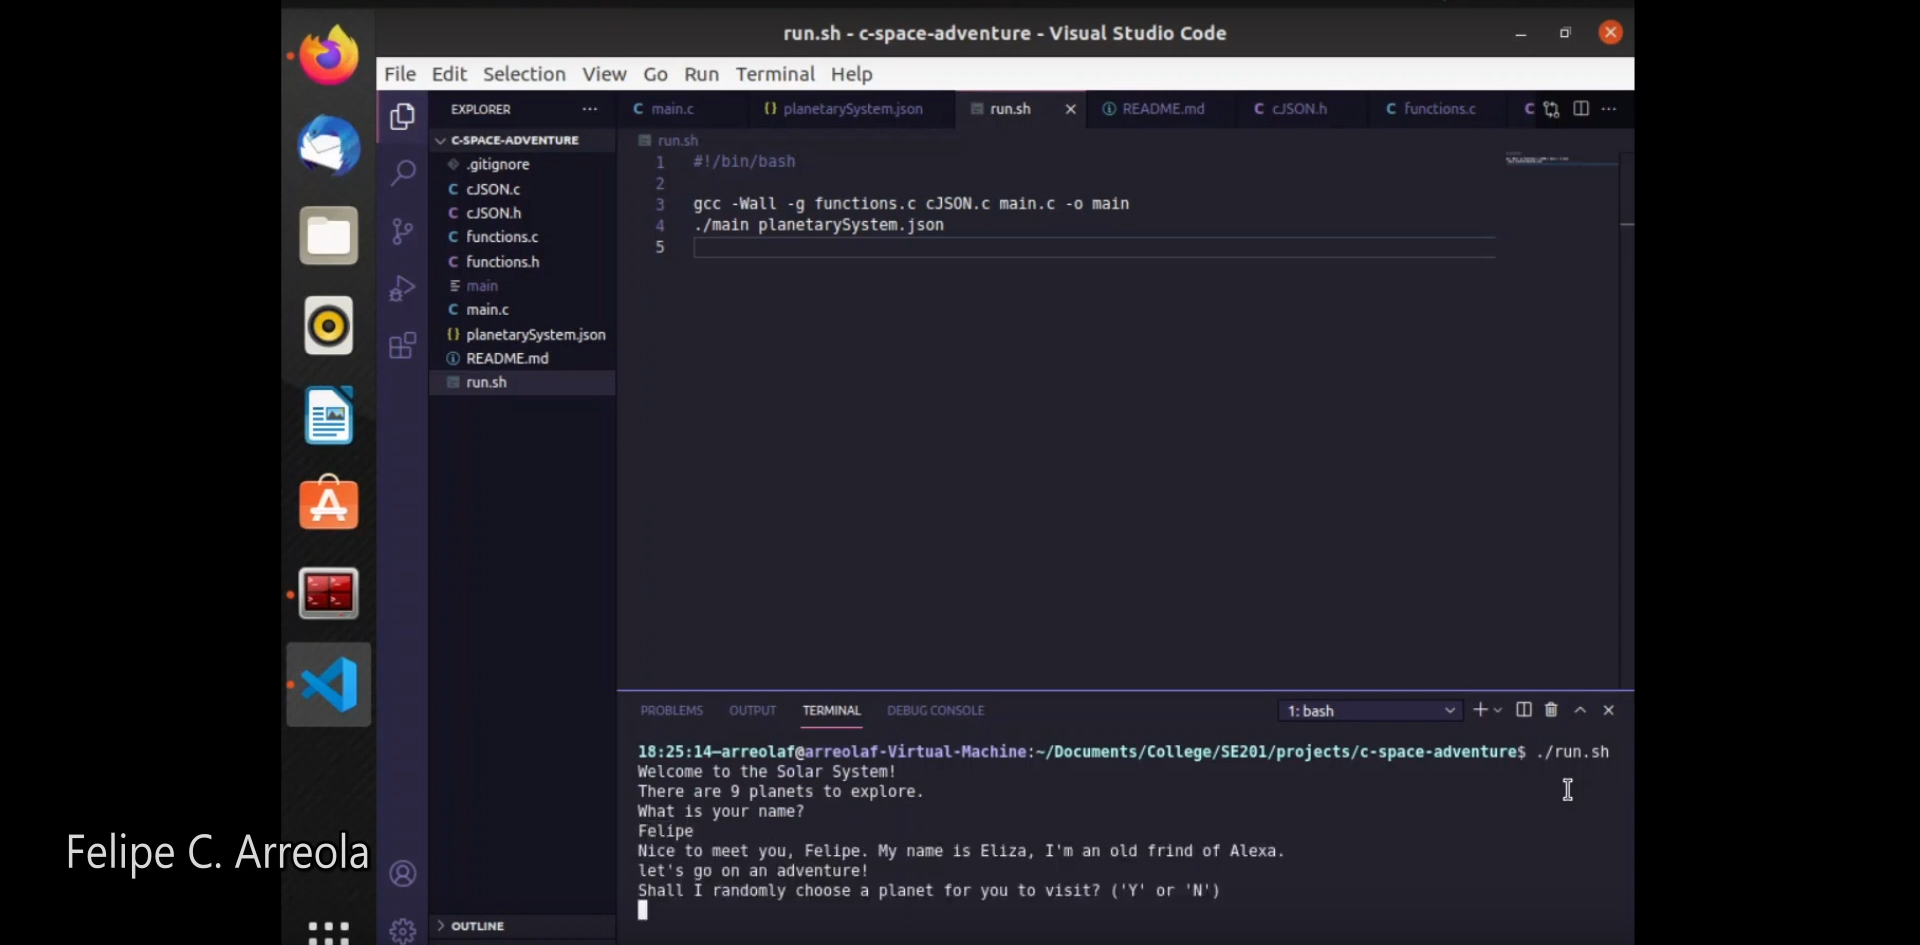 run.sh - c-space-adventure - Visual Studio Code
File Edit Selection View Go Run Terminal Help
EXPLORER
main.c planetarySystem.json run.sh README.md cJSON.h functions.c
C-SPACE-ADVENTURE
.gitignore
cJSON.c
cJSON.h
functions.c
functions.h
main
main.c
planetarySystem.json
README.md
run.sh
OUTLINE
run.sh
1 #!/bin/bash
2
3 gcc -Wall -g functions.c cJSON.c main.c -o main
4 ./main planetarySystem.json
5
PROBLEMS OUTPUT TERMINAL DEBUG CONSOLE
1: bash
18:25:14—arreolaf@arreolaf-Virtual-Machine:~/Documents/College/SE201/projects/c-space-adventure$ ./run.sh
Welcome to the Solar System!
There are 9 planets to explore.
What is your name?
Felipe
Nice to meet you, Felipe. My name is Eliza, I'm an old frind of Alexa.
let's go on an adventure!
Shall I randomly choose a planet for you to visit? ('Y' or 'N')
Felipe C. Arreola